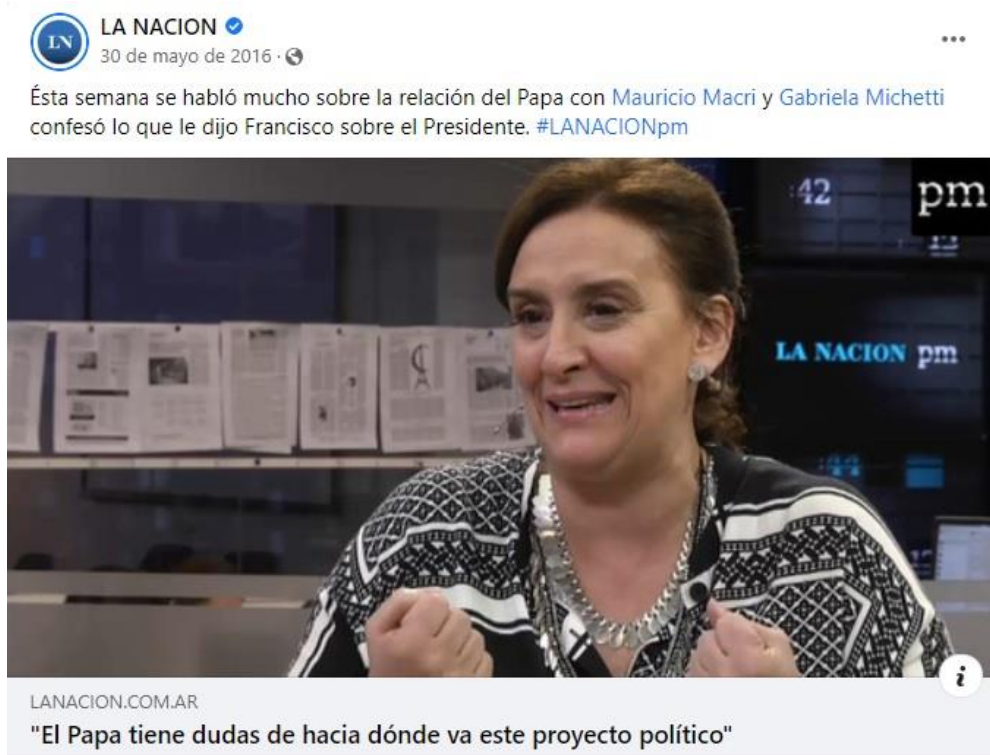 LN
LA NACION
30 de mayo de 2016 ·
Ésta semana se habló mucho sobre la relación del Papa con Mauricio Macri y Gabriela Michetti
confesó lo que le dijo Francisco sobre el Presidente. #LANACIONpm
:42
pm
LA NACION pm
LANACION.COM.AR
"El Papa tiene dudas de hacia dónde va este proyecto político"